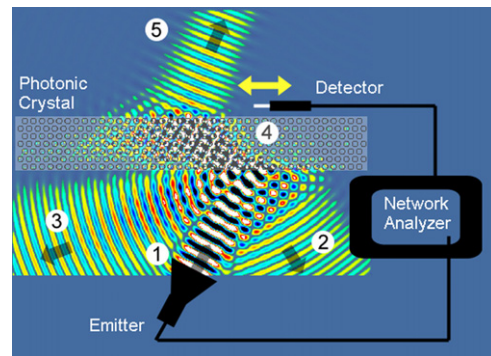 5
Photonic
Crystal
Detector
4
Network
Analyzer
3
1
2
Emitter